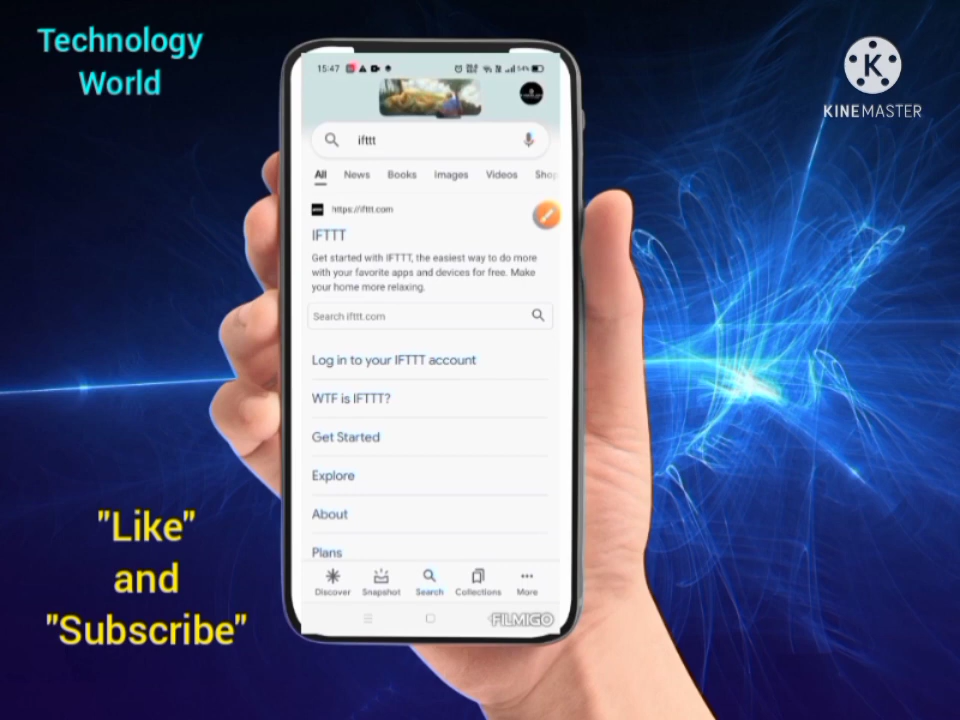 Technology
World
KINEMASTER
15:47
54%
ifttt
All News Books Images Videos Shop
https://ifttt.com
IFTTT
Get started with IFTTT, the easiest way to do more
with your favorite apps and devices for free. Make
your home more relaxing.
Search ifttt.com
Log in to your IFTTT account
WTF is IFTTT?
Get Started
Explore
About
Plans
Discover Snapshot Search Collections More
FILMIGO
"Like"
and
"Subscribe"